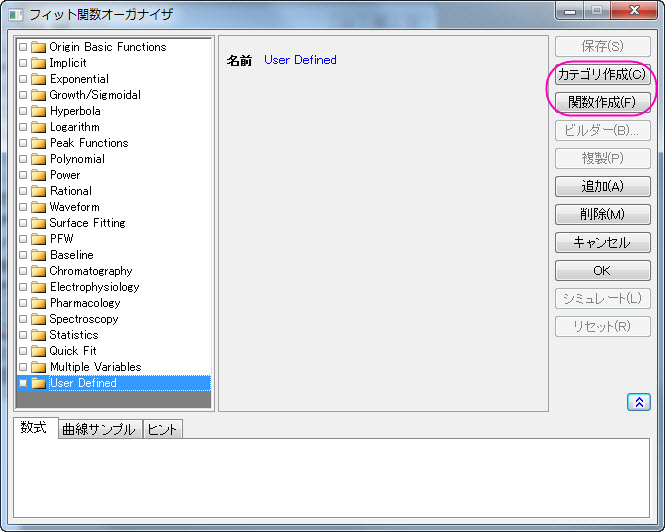 フィット関数オーガナイザ
Origin Basic Functions
Implicit
Exponential
Growth/Sigmoidal
Hyperbola
Logarithm
Peak Functions
Polynomial
Power
Rational
Waveform
Surface Fitting
PFW
Baseline
Chromatography
Electrophysiology
Pharmacology
Spectroscopy
Statistics
Quick Fit
Multiple Variables
User Defined
名前 User Defined
保存(S)
カテゴリ作成(C)
関数作成(F)
ビルダー(B)...
複製(P)
追加(A)
削除(M)
キャンセル
OK
シミュレート(L)
リセット(R)
数式 曲線サンプル ヒント